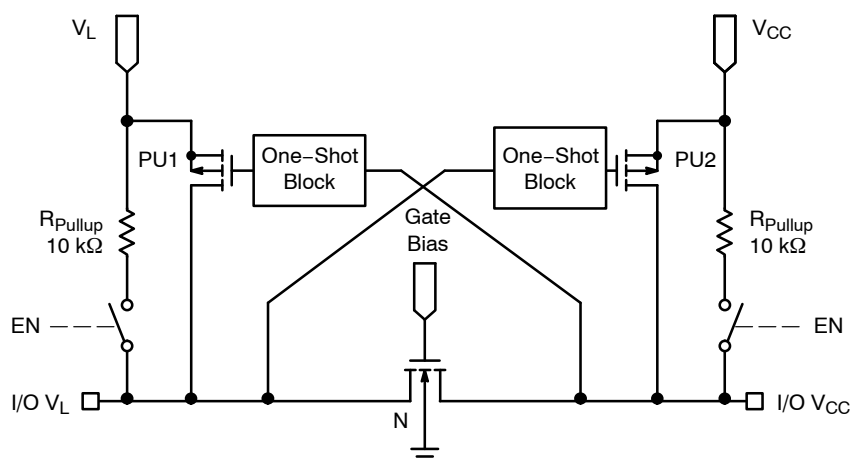 V_L
V_CC
PU1
One−Shot
Block
One−Shot
Block
PU2
Gate
Bias
R_Pullup
10 kΩ
R_Pullup
10 kΩ
EN
EN
I/O V_L
N
I/O V_CC